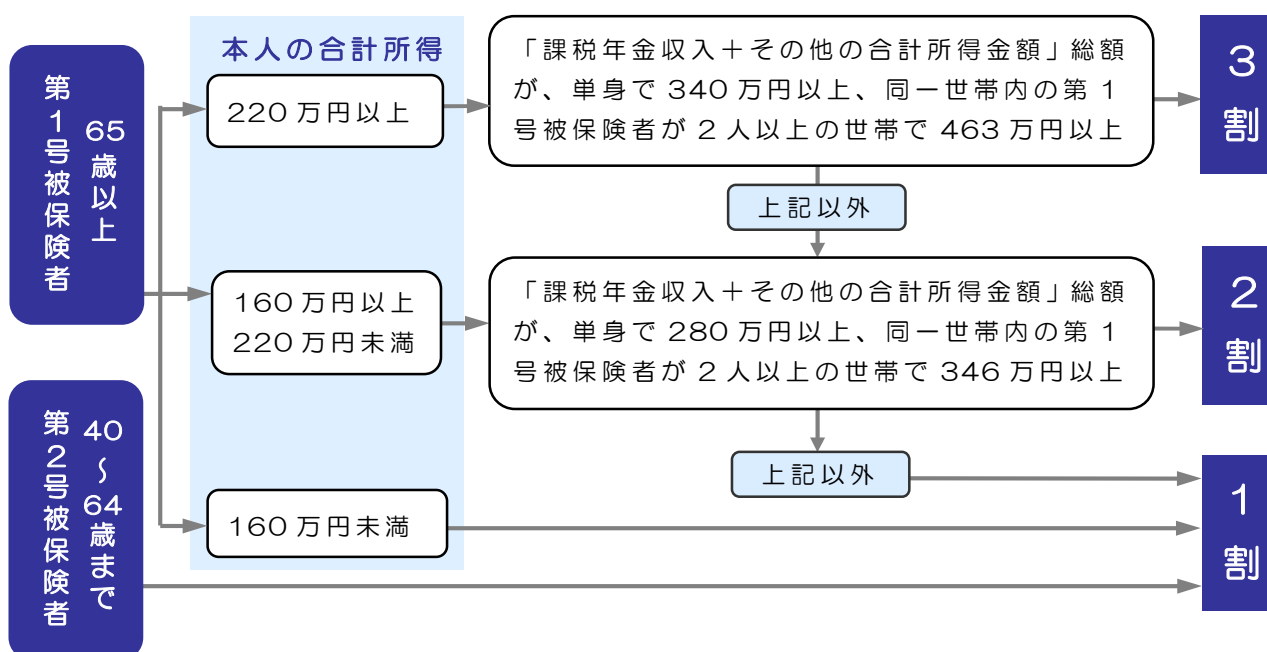 第1号被保険者
65歳以上
第2号被保険者
40～64歳まで
本人の合計所得
220万円以上
「課税年金収入＋その他の合計所得金額」総額
が、単身で340万円以上、同一世帯内の第1
号被保険者が2人以上の世帯で463万円以上
3割
上記以外
160万円以上
220万円未満
「課税年金収入＋その他の合計所得金額」総額
が、単身で280万円以上、同一世帯内の第1
号被保険者が2人以上の世帯で346万円以上
2割
上記以外
160万円未満
1割